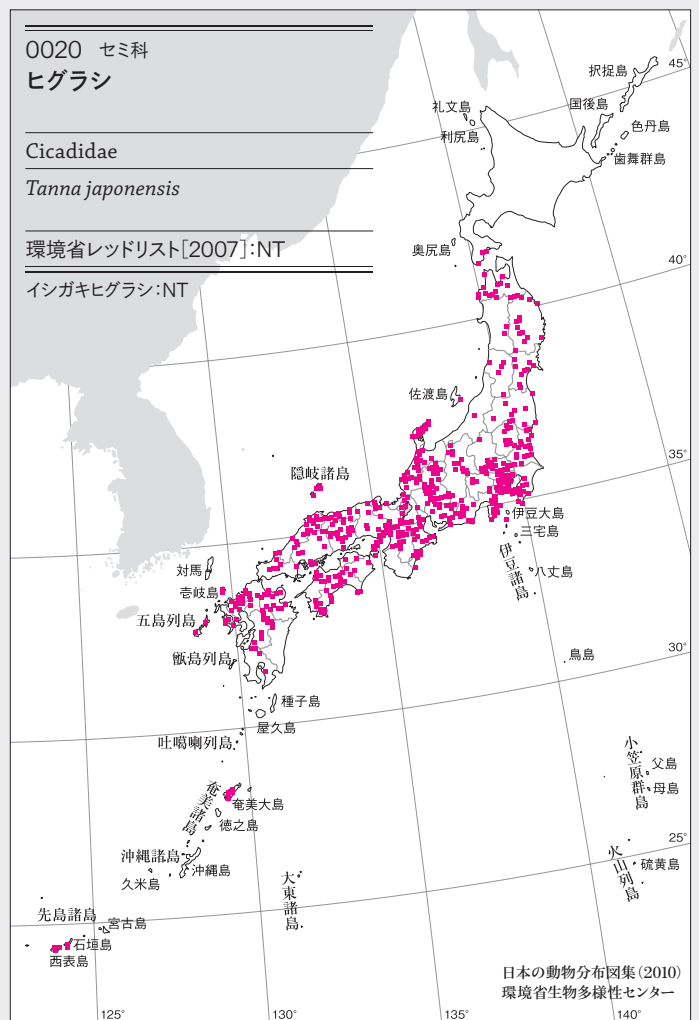 0020 セミ科
ヒグラシ
Cicadidae
Tanna japonensis
環境省レッドリスト[2007]:NT
イシガキヒグラシ:NT
45°
択捉島
国後島
礼文島
色丹島
利尻島
歯舞群島
奥尻島
40°
佐渡島
35°
隠岐諸島
伊豆大島
三宅島
伊豆諸島
八丈島
対馬
壱岐島
五島列島
甑島列島
鳥島
30°
種子島
屋久島
吐噶喇列島
小笠原群島
父島
母島
奄美諸島
奄美大島
徳之島
25°
沖縄諸島
沖縄島
久米島
大東諸島
火山列島
硫黄島
先島諸島
宮古島
石垣島
西表島
日本の動物分布図集(2010)
環境省生物多様性センター
125°
130°
135°
140°